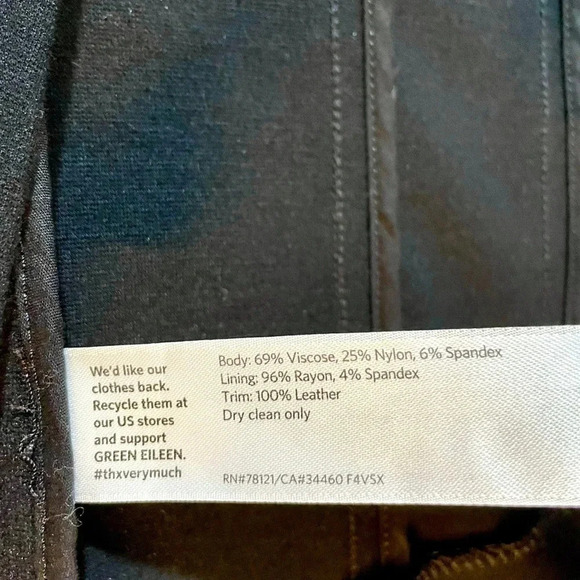 We'd like our
clothes back.
Recycle them at
our US stores
and support
GREEN EILEEN.
#thxverymuch
Body: 69% Viscose, 25% Nylon, 6% Spandex
Lining: 96% Rayon, 4% Spandex
Trim: 100% Leather
Dry clean only
RN#78121/CA#34460 F4VSX